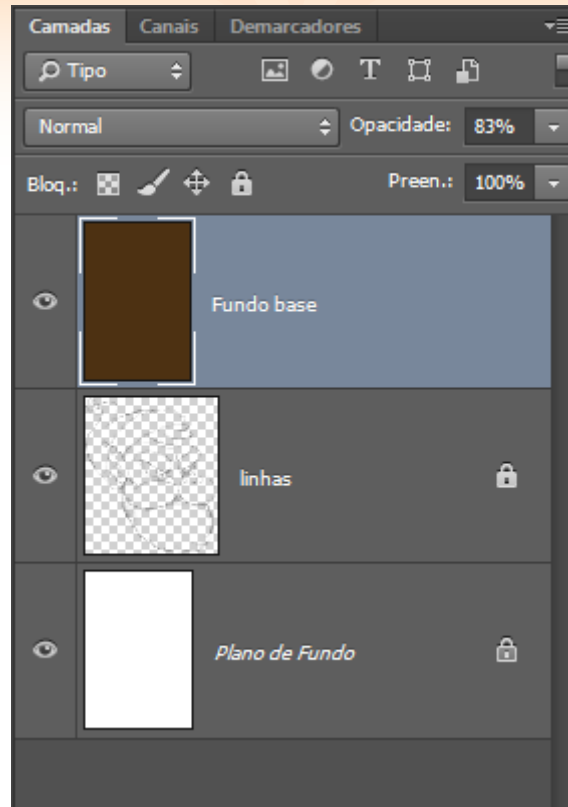 Camadas Canais Demarcadores
Tipo T
Normal Opacidade: 83%
Bloq.: Preen.: 100%
Fundo base
linhas
Plano de Fundo